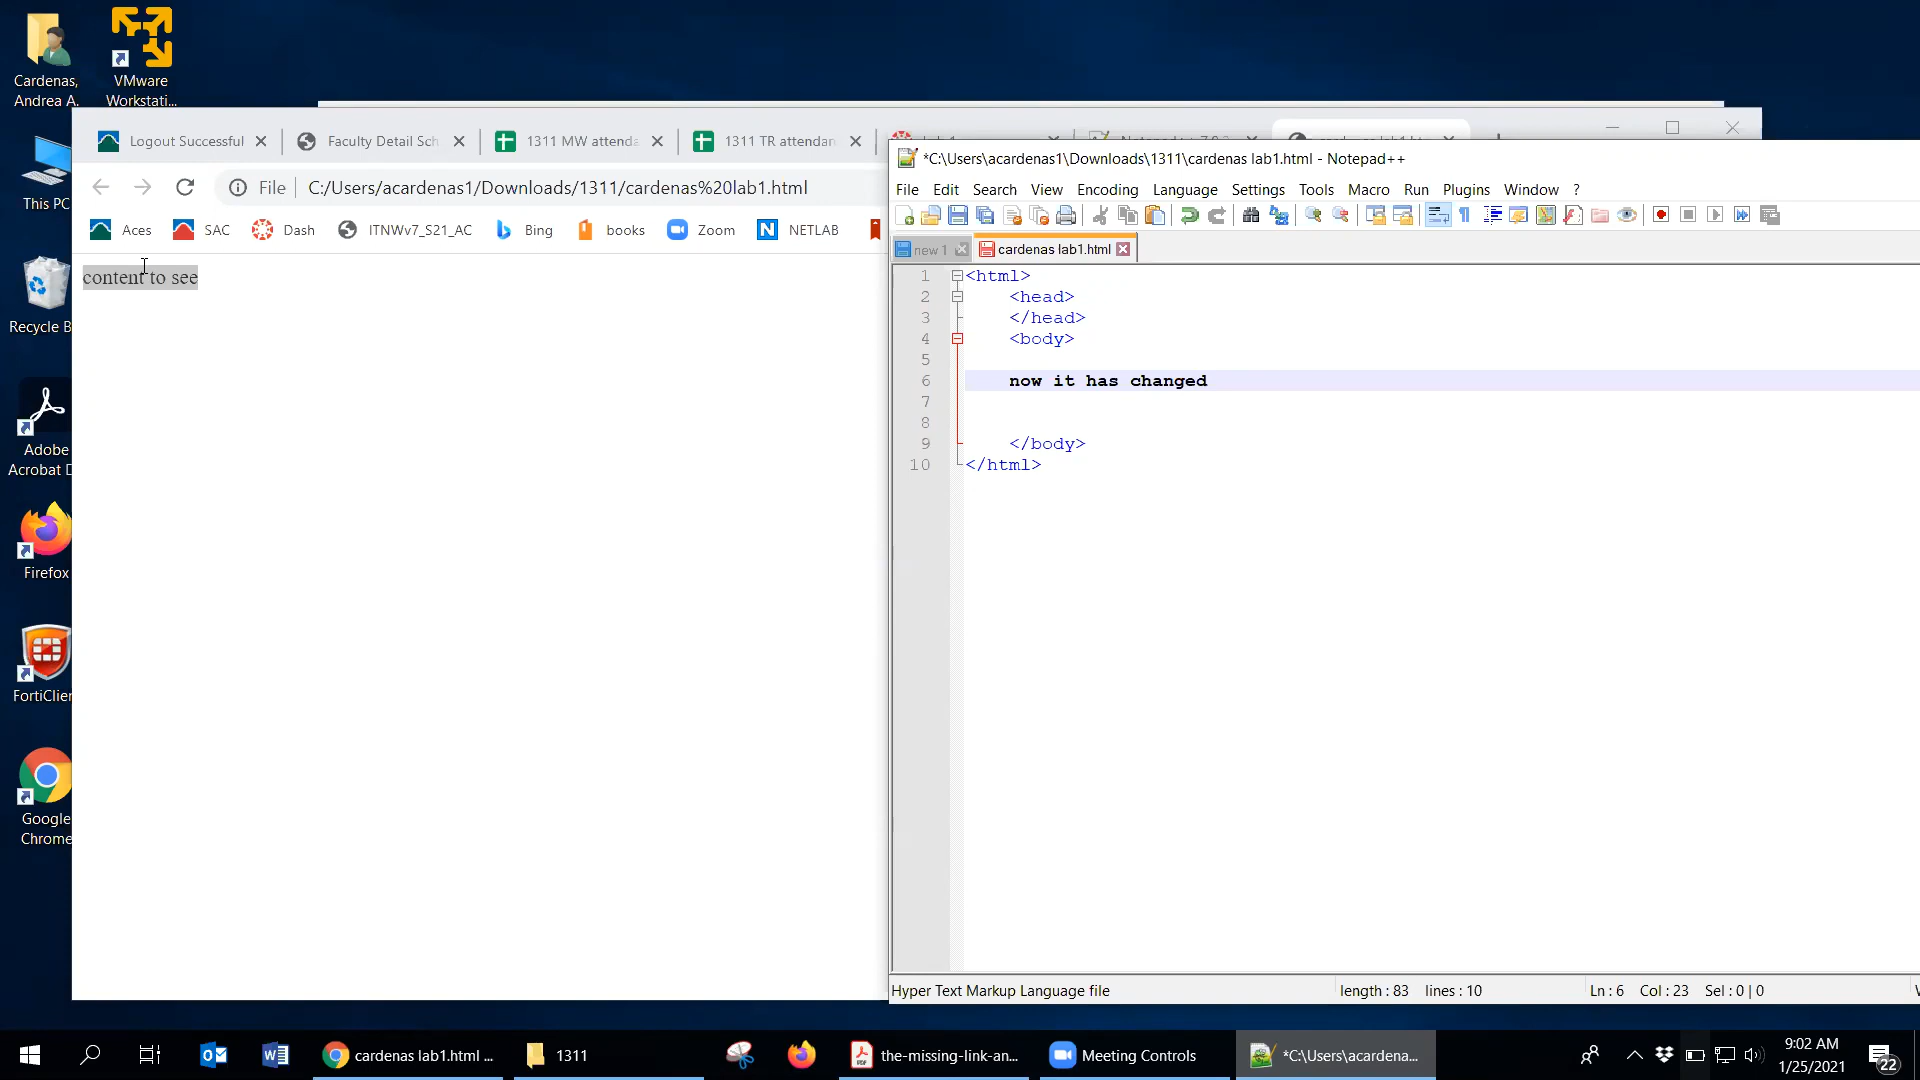 Cardenas,
Andrea A.
VMware
Workstati...
This PC
Recycle B
Adobe
Acrobat D
Firefox
FortiClier
Google
Chrome
Logout Successful
Faculty Detail Sch
1311 MW attenda
1311 TR attendan
File
C:/Users/acardenas1/Downloads/1311/cardenas%20lab1.html
Aces
SAC
Dash
ITNWv7_S21_AC
Bing
books
Zoom
NETLAB
content to see
*C:\Users\acardenas1\Downloads\1311\cardenas lab1.html - Notepad++
File Edit Search View Encoding Language Settings Tools Macro Run Plugins Window ?
new 1
cardenas lab1.html
1 <html>
2 <head>
3 </head>
4 <body>
5
6 now it has changed
7
8
9 </body>
10 </html>
Hyper Text Markup Language file
length : 83 lines : 10
Ln : 6 Col : 23 Sel : 0 | 0
cardenas lab1.html ...
1311
the-missing-link-an...
Meeting Controls
*C:\Users\acardena...
9:02 AM
1/25/2021
22